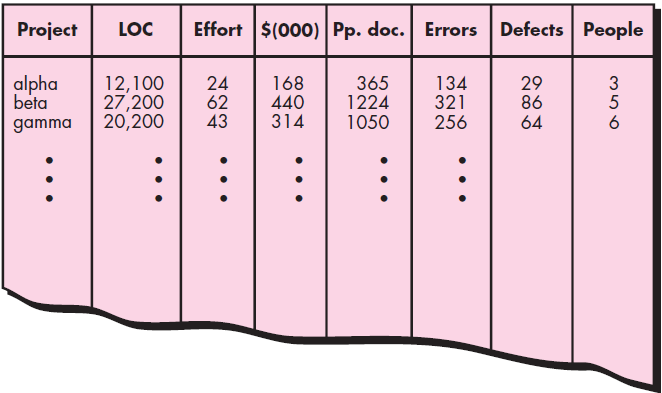 Project LOC Effort $(000) Pp. doc. Errors Defects People
alpha 12,100 24 168 365 134 29 3
beta 27,200 62 440 1224 321 86 5
gamma 20,200 43 314 1050 256 64 6